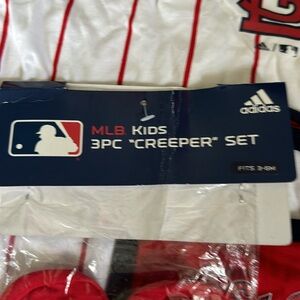 adidas
MLB KIDS
3PC "CREEPER" SET
FITS 3-6M